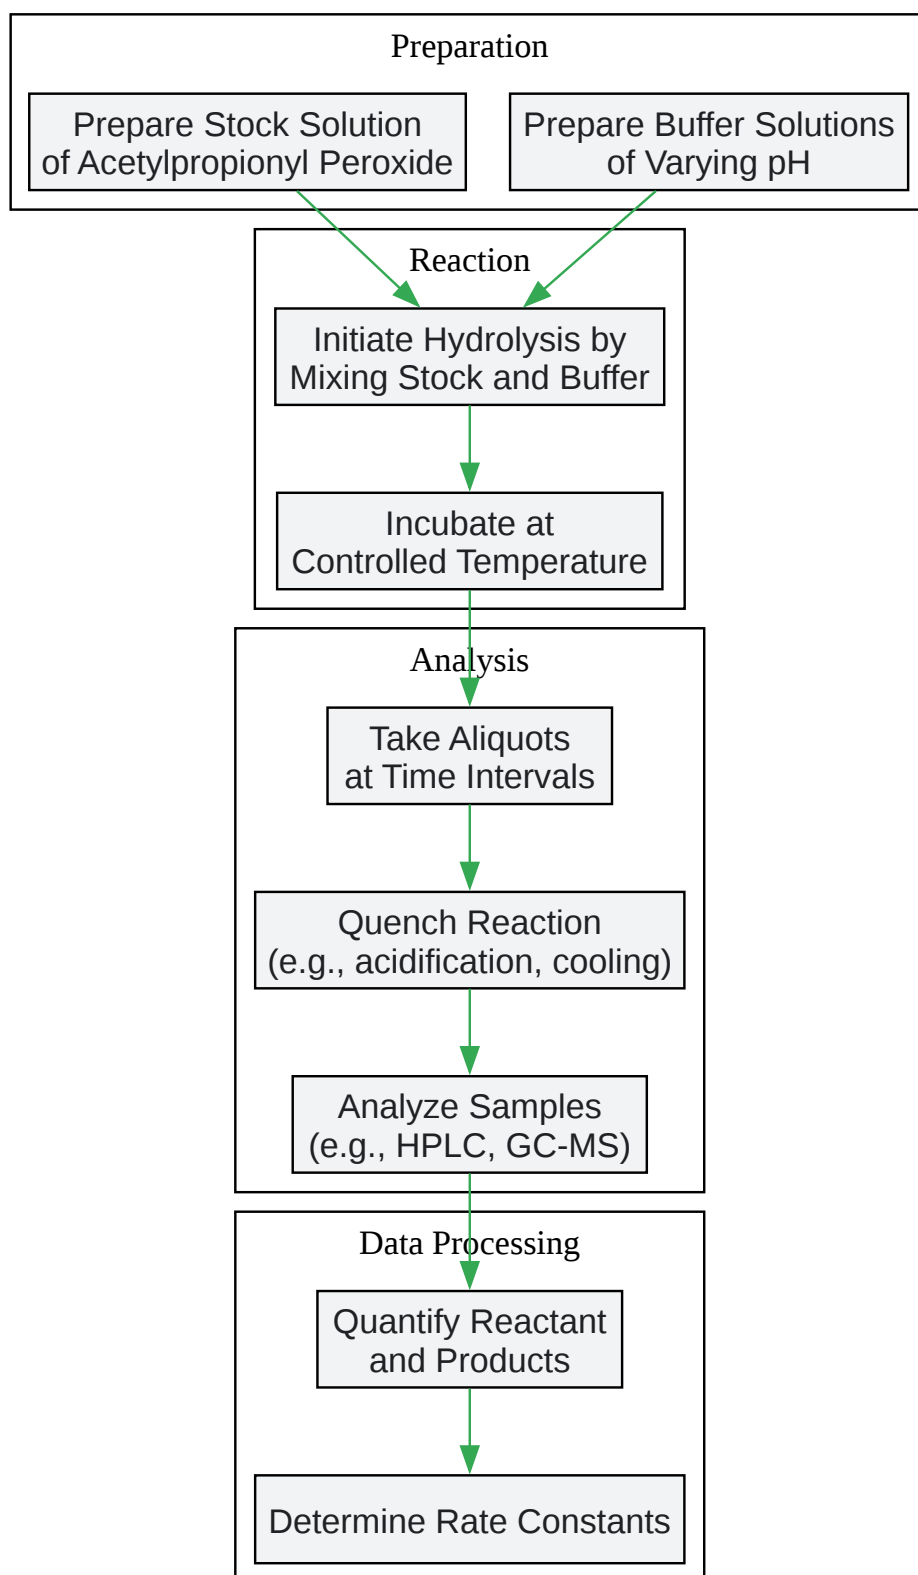 Preparation
Prepare Stock Solution
of Acetylpropionyl Peroxide
Prepare Buffer Solutions
of Varying pH
Reaction
Initiate Hydrolysis by
Mixing Stock and Buffer
Incubate at
Controlled Temperature
Analysis
Take Aliquots
at Time Intervals
Quench Reaction
(e.g., acidification, cooling)
Analyze Samples
(e.g., HPLC, GC-MS)
Data Processing
Quantify Reactant
and Products
Determine Rate Constants